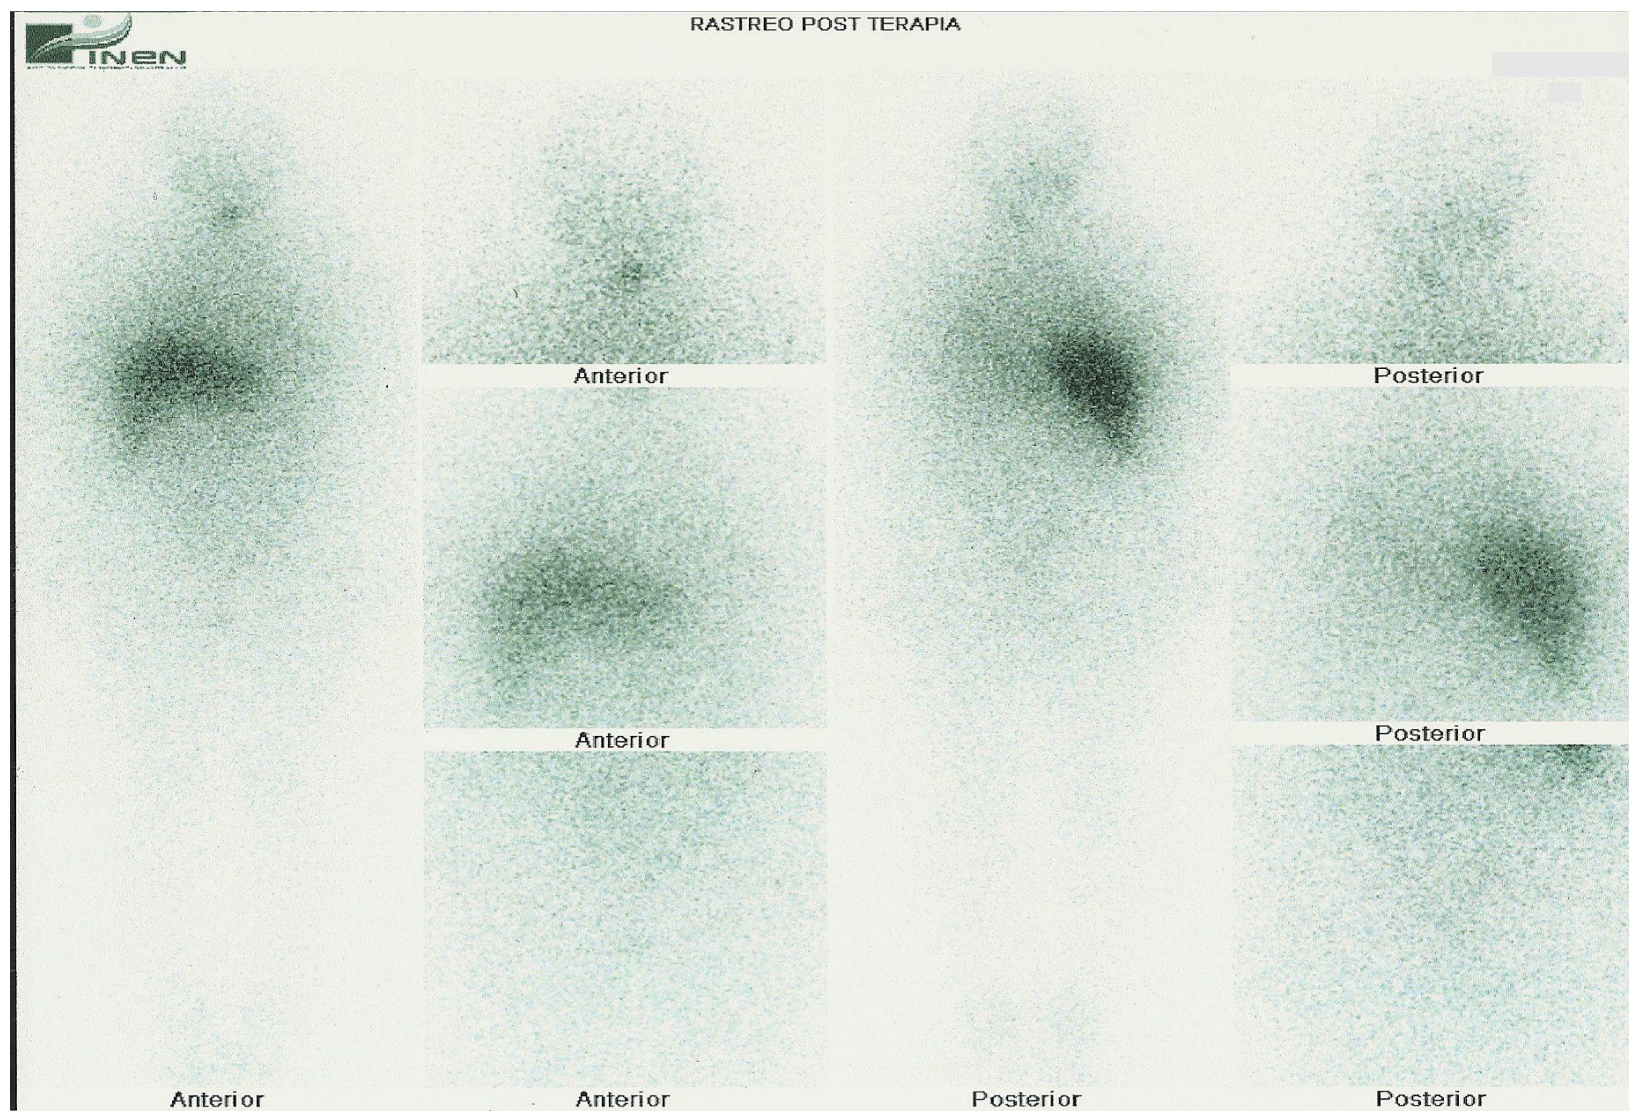 RASTREO POST TERAPIA
INEN
Anterior
Posterior
Anterior
Posterior
Anterior
Anterior
Posterior
Posterior